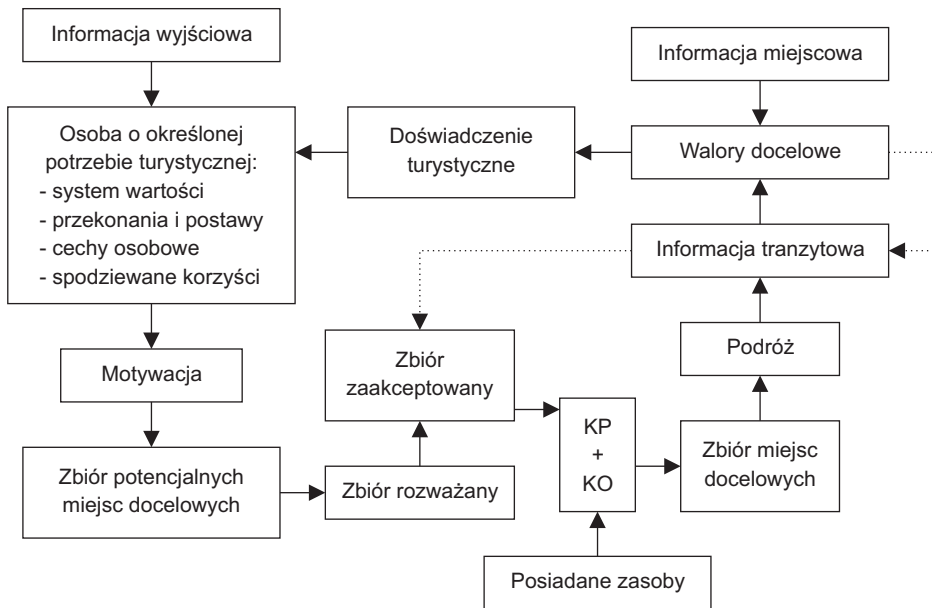 Informacja wyjściowa
Osoba o określonej
potrzebie turystycznej:
- system wartości
- przekonania i postawy
- cechy osobowe
- spodziewane korzyści
Motywacja
Zbiór potencjalnych
miejsc docelowych
Zbiór rozważany
Zbiór
zaakceptowany
KP
+
KO
Posiadane zasoby
Zbiór miejsc
docelowych
Podróż
Informacja tranzytowa
Walory docelowe
Informacja miejscowa
Doświadczenie
turystyczne